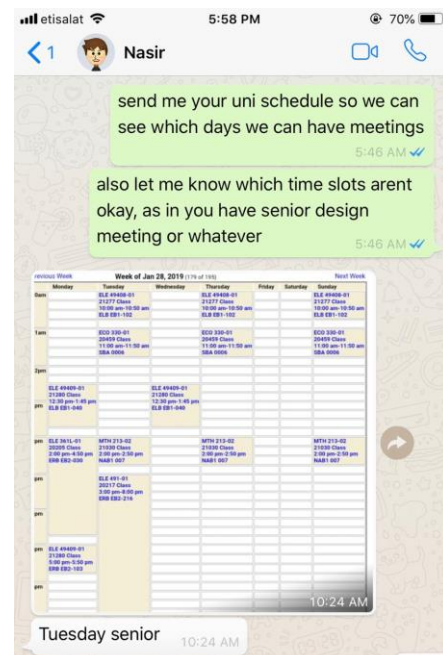 etisalat
5:58 PM
70%
1
Nasir
send me your uni schedule so we can
see which days we can have meetings
5:46 AM
also let me know which time slots arent
okay, as in you have senior design
meeting or whatever
5:46 AM
revious Week Week of Jan 28, 2019 Next Week
Monday Tuesday Wednesday Thursday Friday Saturday Sunday
ELE 49408-01 ELE 49408-01 ELE 49408-01
21277 Class 21277 Class 21277 Class
10:00 am-10:50 am 10:00 am-10:50 am 10:00 am-10:50 am
ELB EB1-102 ELB EB1-102 ELB EB1-102
1am ECO 330-01 ECO 330-01 ECO 330-01
20459 Class 20459 Class 20459 Class
11:00 am-11:50 am 11:00 am-11:50 am 11:00 am-11:50 am
SBA 0006 SBA 0006 SBA 0006
2pm
ELE 49409-01 ELE 49409-01
21280 Class 21280 Class
12:30 pm-1:45 pm 12:30 pm-1:45 pm
pm ELB EB1-040 ELB EB1-040
pm ELE 361L-01 MTH 213-02 MTH 213-02 MTH 213-02
20205 Class 21030 Class 21030 Class 21030 Class
2:00 pm-4:50 pm 2:00 pm-2:50 pm 2:00 pm-2:50 pm 2:00 pm-2:50 pm
ERB EB2-030 NAB1 007 NAB1 007 NAB1 007
pm ELE 491-01
20217 Class
3:00 pm-8:00 pm
ERB EB2-216
pm
pm ELE 49409-01
21280 Class
5:00 pm-5:50 pm
ERB EB2-103
pm
10:24 AM
Tuesday senior
10:24 AM